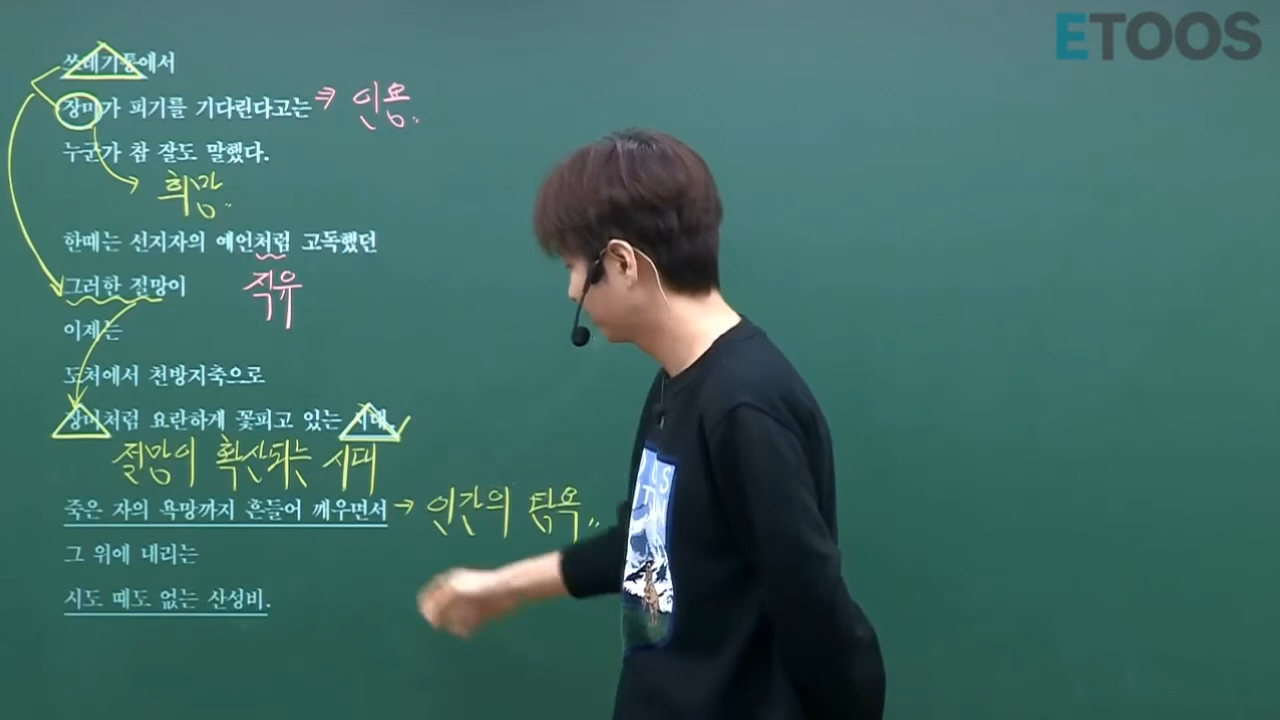 ETOOS
쓰레기통에서
장미가 피기를 기다린다고는 → 인용
누군가 참 잘도 말했다.
희망
한때는 선지자의 예언처럼 고독했던
그러한 절망이
직유
이제는
도처에서 천방지축으로
장미처럼 요란하게 꽃피고 있는 시대.
절망이 확산되는 시대
죽은 자의 욕망까지 흔들어 깨우면서 → 인간의 탐욕
그 위에 내리는
시도 때도 없는 산성비.